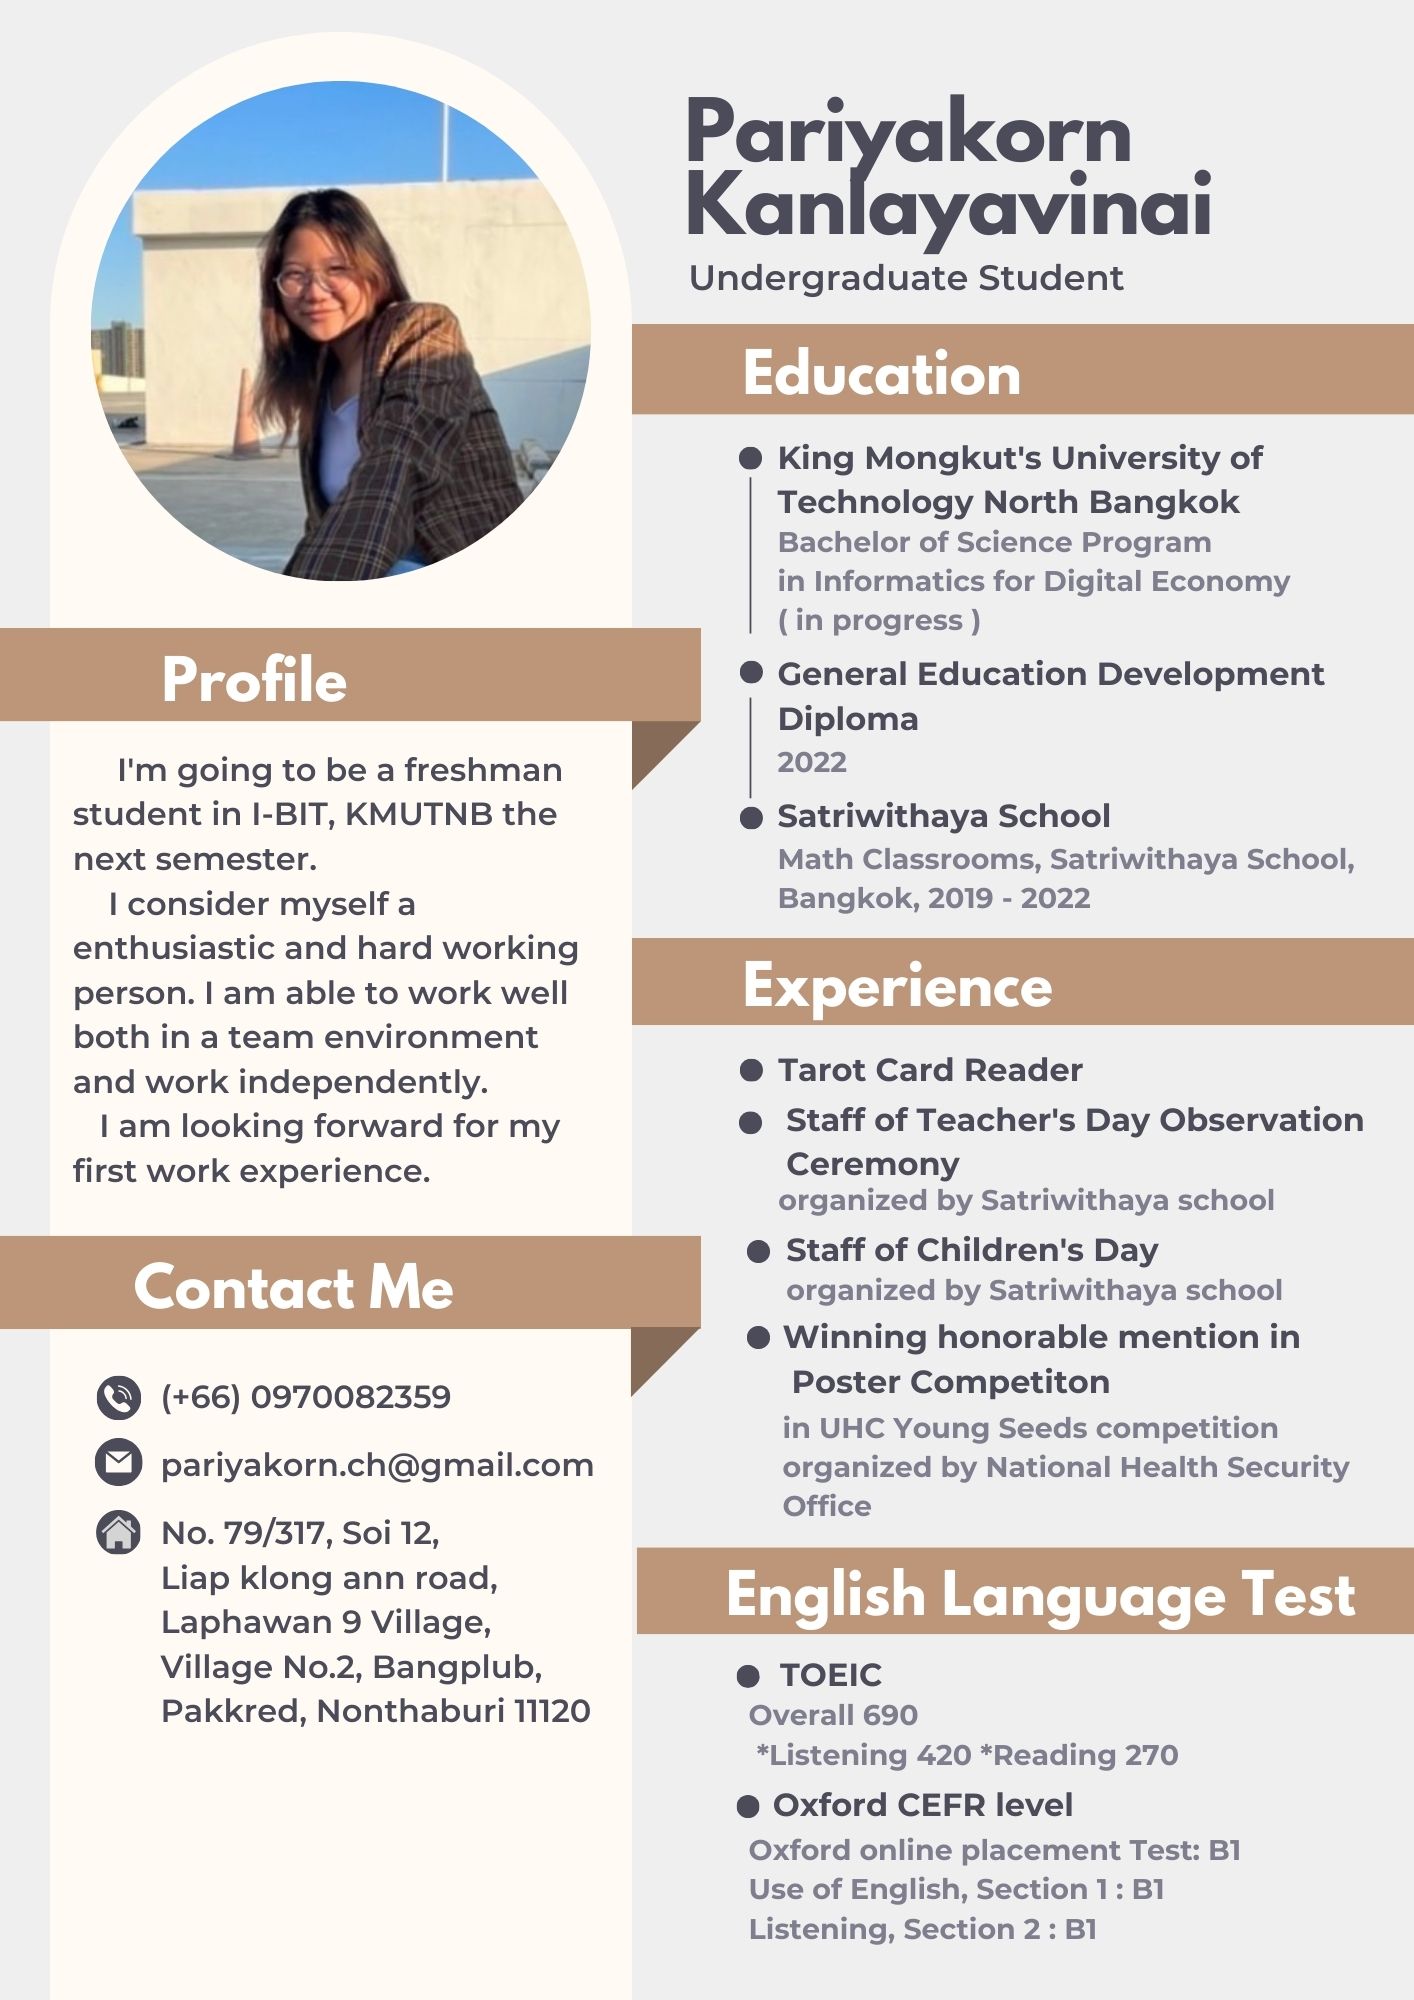 Pariyakorn
Kanlayavinai
Undergraduate Student
Profile
I'm going to be a freshman
student in I-BIT, KMUTNB the
next semester.
I consider myself a
enthusiastic and hard working
person. I am able to work well
both in a team environment
and work independently.
I am looking forward for my
first work experience.
Contact Me
(+66) 0970082359
pariyakorn.ch@gmail.com
No. 79/317, Soi 12,
Liap klong ann road,
Laphawan 9 Village,
Village No.2, Bangplub,
Pakkred, Nonthaburi 11120
Education
King Mongkut's University of
Technology North Bangkok
Bachelor of Science Program
in Informatics for Digital Economy
( in progress )
General Education Development
Diploma
2022
Satriwithaya School
Math Classrooms, Satriwithaya School,
Bangkok, 2019 - 2022
Experience
Tarot Card Reader
Staff of Teacher's Day Observation
Ceremony
organized by Satriwithaya school
Staff of Children's Day
organized by Satriwithaya school
Winning honorable mention in
Poster Competiton
in UHC Young Seeds competition
organized by National Health Security
Office
English Language Test
TOEIC
Overall 690
*Listening 420 *Reading 270
Oxford CEFR level
Oxford online placement Test: B1
Use of English, Section 1 : B1
Listening, Section 2 : B1